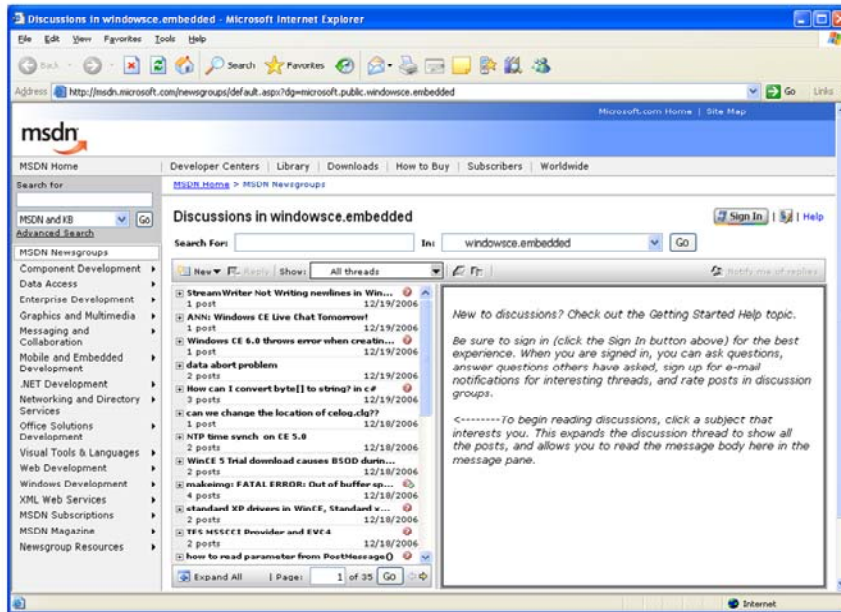 Discussions in windowsce.embedded - Microsoft Internet Explorer
File Edit View Favorites Tools Help
Back Search Favorites
Address http://msdn.microsoft.com/newsgroups/default.aspx?dg=microsoft.public.windowsce.embedded Go Links
Microsoft.com Home | Site Map
msdn
MSDN Home | Developer Centers | Library | Downloads | How to Buy | Subscribers | Worldwide
Search for
MSDN and KB Go
Advanced Search
MSDN Newsgroups
Component Development
Data Access
Enterprise Development
Graphics and Multimedia
Messaging and
Collaboration
Mobile and Embedded
Development
.NET Development
Networking and Directory
Services
Office Solutions
Development
Visual Tools & Languages
Web Development
Windows Development
XML Web Services
MSDN Subscriptions
MSDN Magazine
Newsgroup Resources
MSDN Home > MSDN Newsgroups
Discussions in windowsce.embedded
Sign In | | Help
Search For: In: windowsce.embedded Go
New Reply Show: All threads
Notify me of replies
StreamWriter Not Writing newlines in Win...
1 post 12/19/2006
ANN: Windows CE Live Chat Tomorrow!
1 post 12/19/2006
Windows CE 6.0 throws error when creatin...
1 post 12/19/2006
data abort problem
2 posts 12/19/2006
How can I convert byte[] to string? in c#
3 posts 12/19/2006
can we change the location of celog.clg??
1 post 12/18/2006
NTP time synch on CE 5.0
2 posts 12/18/2006
WinCE 5 Trial download causes BSOD durin...
2 posts 12/18/2006
makeimg: FATAL ERROR: Out of buffer sp...
4 posts 12/18/2006
standard XP drivers in WinCE, Standard x...
2 posts 12/18/2006
TFS MSSCCI Provider and EVC4
2 posts 12/18/2006
how to read parameter from PostMessage()
Expand All | Page: 1 of 35 Go
New to discussions? Check out the Getting Started Help topic.
Be sure to sign in (click the Sign In button above) for the best
experience. When you are signed in, you can ask questions,
answer questions others have asked, sign up for e-mail
notifications for interesting threads, and rate posts in discussion
groups.
<--------To begin reading discussions, click a subject that
interests you. This expands the discussion thread to show all
the posts, and allows you to read the message body here in the
message pane.
Internet